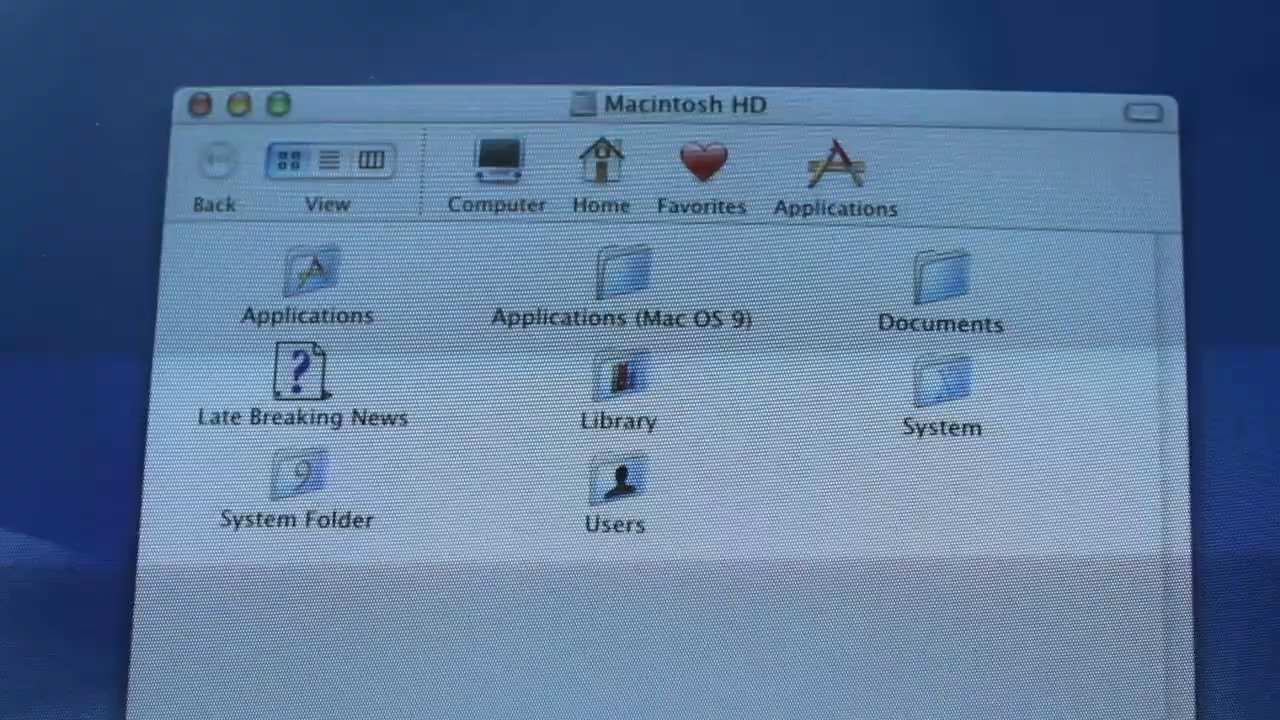 Macintosh HD
Back View Computer Home Favorites Applications
Applications Applications (Mac OS 9) Documents
?
Late Breaking News Library System
9
System Folder Users